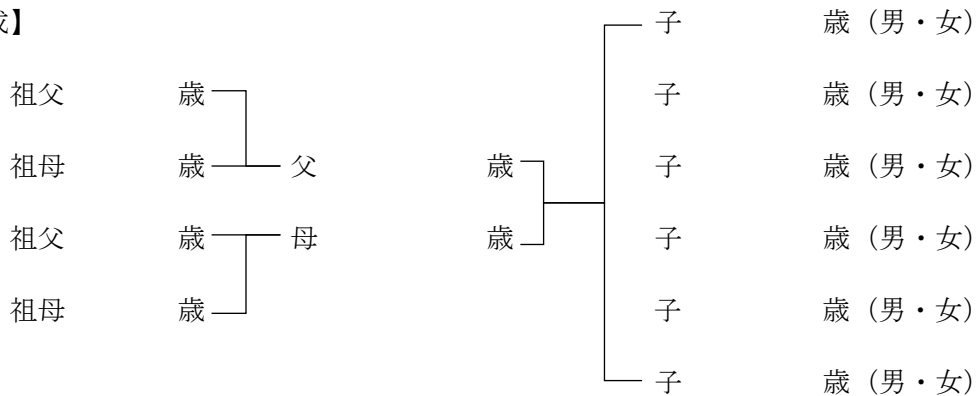 】
子 歳（男・女）
祖父 歳 子 歳（男・女）
祖母 歳 父 歳 子 歳（男・女）
祖父 歳 母 歳 子 歳（男・女）
祖母 歳 子 歳（男・女）
子 歳（男・女）